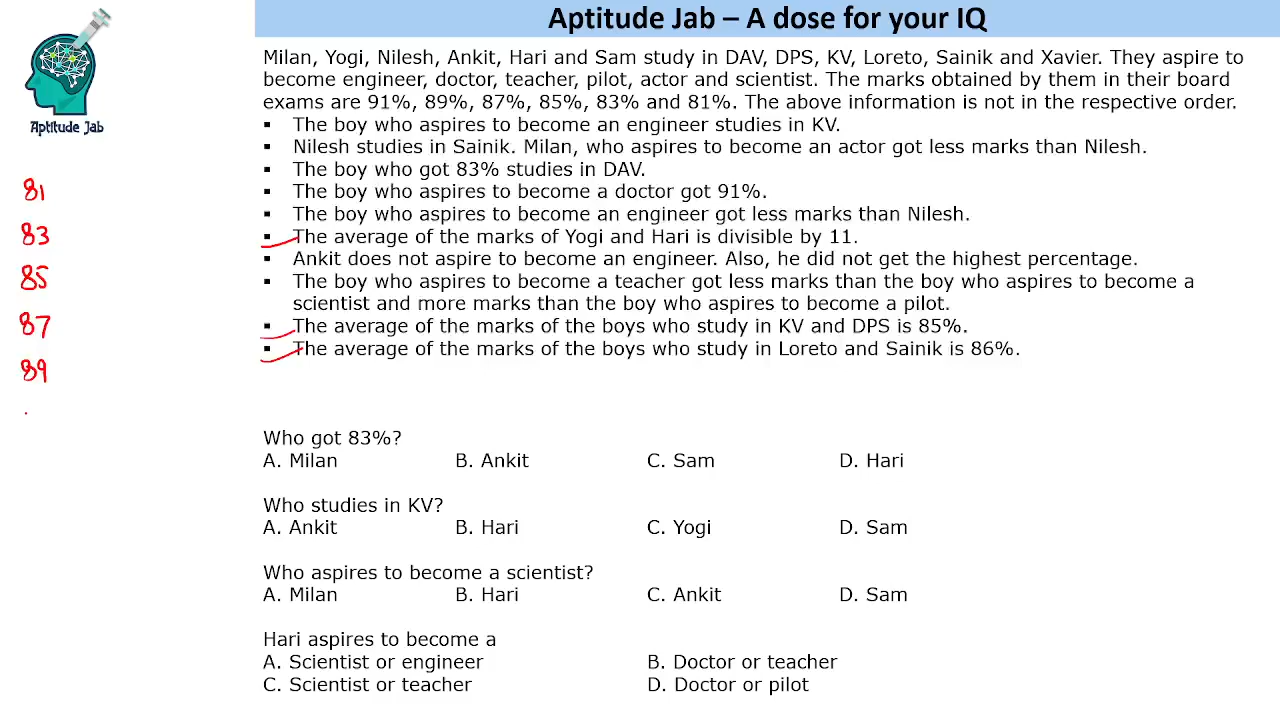 Aptitude Jab – A dose for your IQ
Aptitude Jab
Milan, Yogi, Nilesh, Ankit, Hari and Sam study in DAV, DPS, KV, Loreto, Sainik and Xavier. They aspire to
become engineer, doctor, teacher, pilot, actor and scientist. The marks obtained by them in their board
exams are 91%, 89%, 87%, 85%, 83% and 81%. The above information is not in the respective order.
▪ The boy who aspires to become an engineer studies in KV.
▪ Nilesh studies in Sainik. Milan, who aspires to become an actor got less marks than Nilesh.
▪ The boy who got 83% studies in DAV.
▪ The boy who aspires to become a doctor got 91%.
▪ The boy who aspires to become an engineer got less marks than Nilesh.
▪ The average of the marks of Yogi and Hari is divisible by 11.
▪ Ankit does not aspire to become an engineer. Also, he did not get the highest percentage.
▪ The boy who aspires to become a teacher got less marks than the boy who aspires to become a
scientist and more marks than the boy who aspires to become a pilot.
▪ The average of the marks of the boys who study in KV and DPS is 85%.
▪ The average of the marks of the boys who study in Loreto and Sainik is 86%.
81
83
85
87
89
Who got 83%?
A. Milan B. Ankit C. Sam D. Hari
Who studies in KV?
A. Ankit B. Hari C. Yogi D. Sam
Who aspires to become a scientist?
A. Milan B. Hari C. Ankit D. Sam
Hari aspires to become a
A. Scientist or engineer B. Doctor or teacher
C. Scientist or teacher D. Doctor or pilot